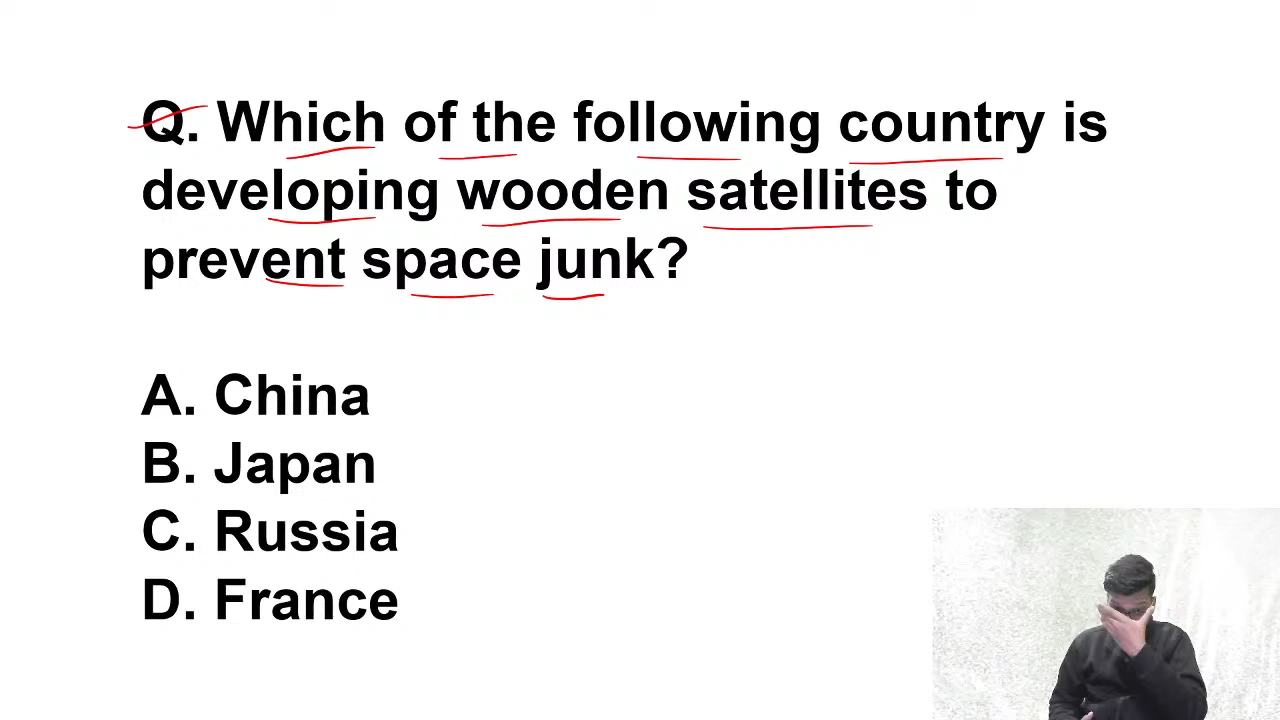 Q. Which of the following country is
developing wooden satellites to
prevent space junk?
A. China
B. Japan
C. Russia
D. France